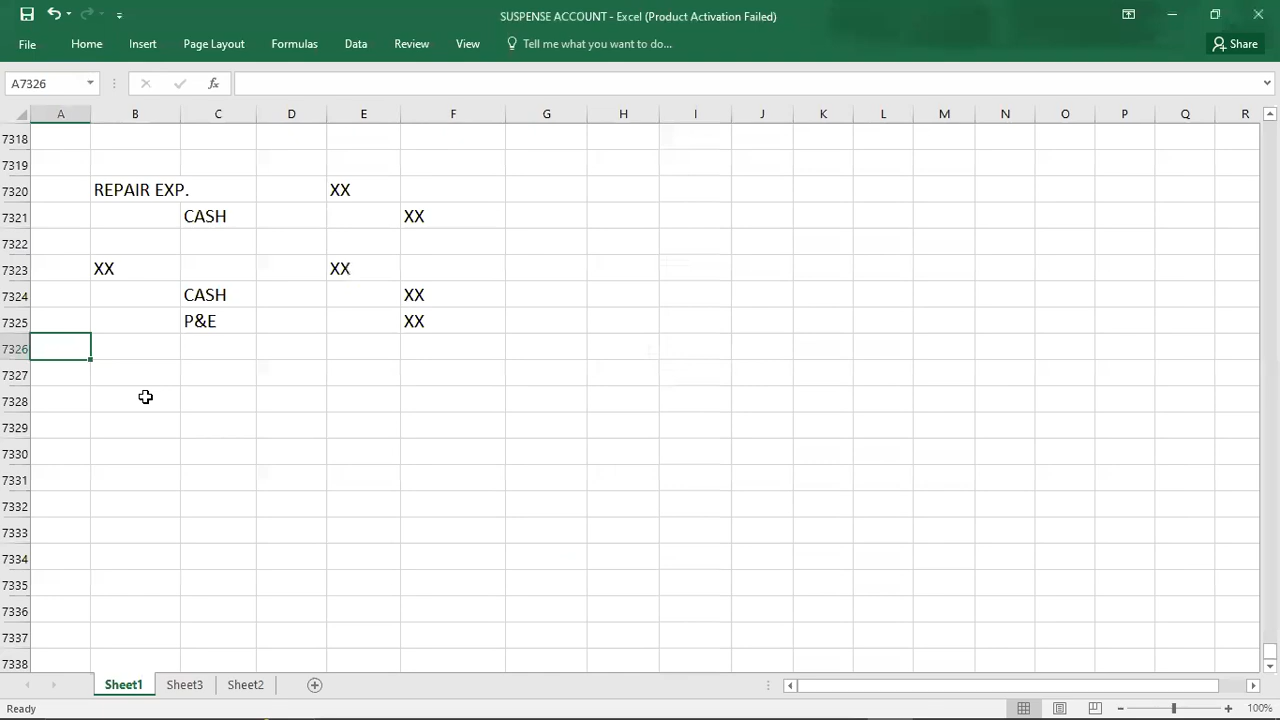 SUSPENSE ACCOUNT - Excel (Product Activation Failed)
File Home Insert Page Layout Formulas Data Review View Tell me what you want to do... Share
A7326 fx
A B C D E F G H I J K L M N O P Q R
7318
7319
7320 REPAIR EXP. XX
7321 CASH XX
7322
7323 XX XX
7324 CASH XX
7325 P&E XX
7326
7327
7328
7329
7330
7331
7332
7333
7334
7335
7336
7337
7338
Sheet1 Sheet3 Sheet2
Ready 100%